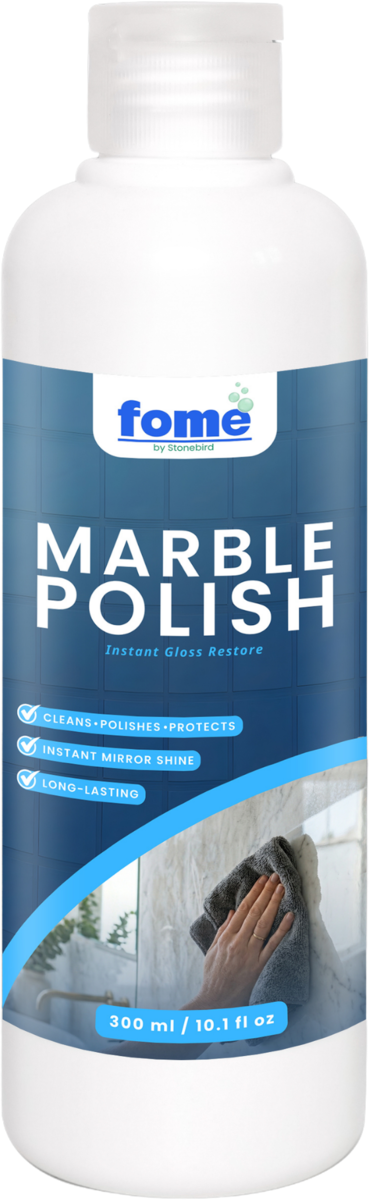 fome
by Stonebird
MARBLE
POLISH
Instant Gloss Restore
CLEANS•POLISHES•PROTECTS
INSTANT MIRROR SHINE
LONG-LASTING
300 ml / 10.1 fl oz